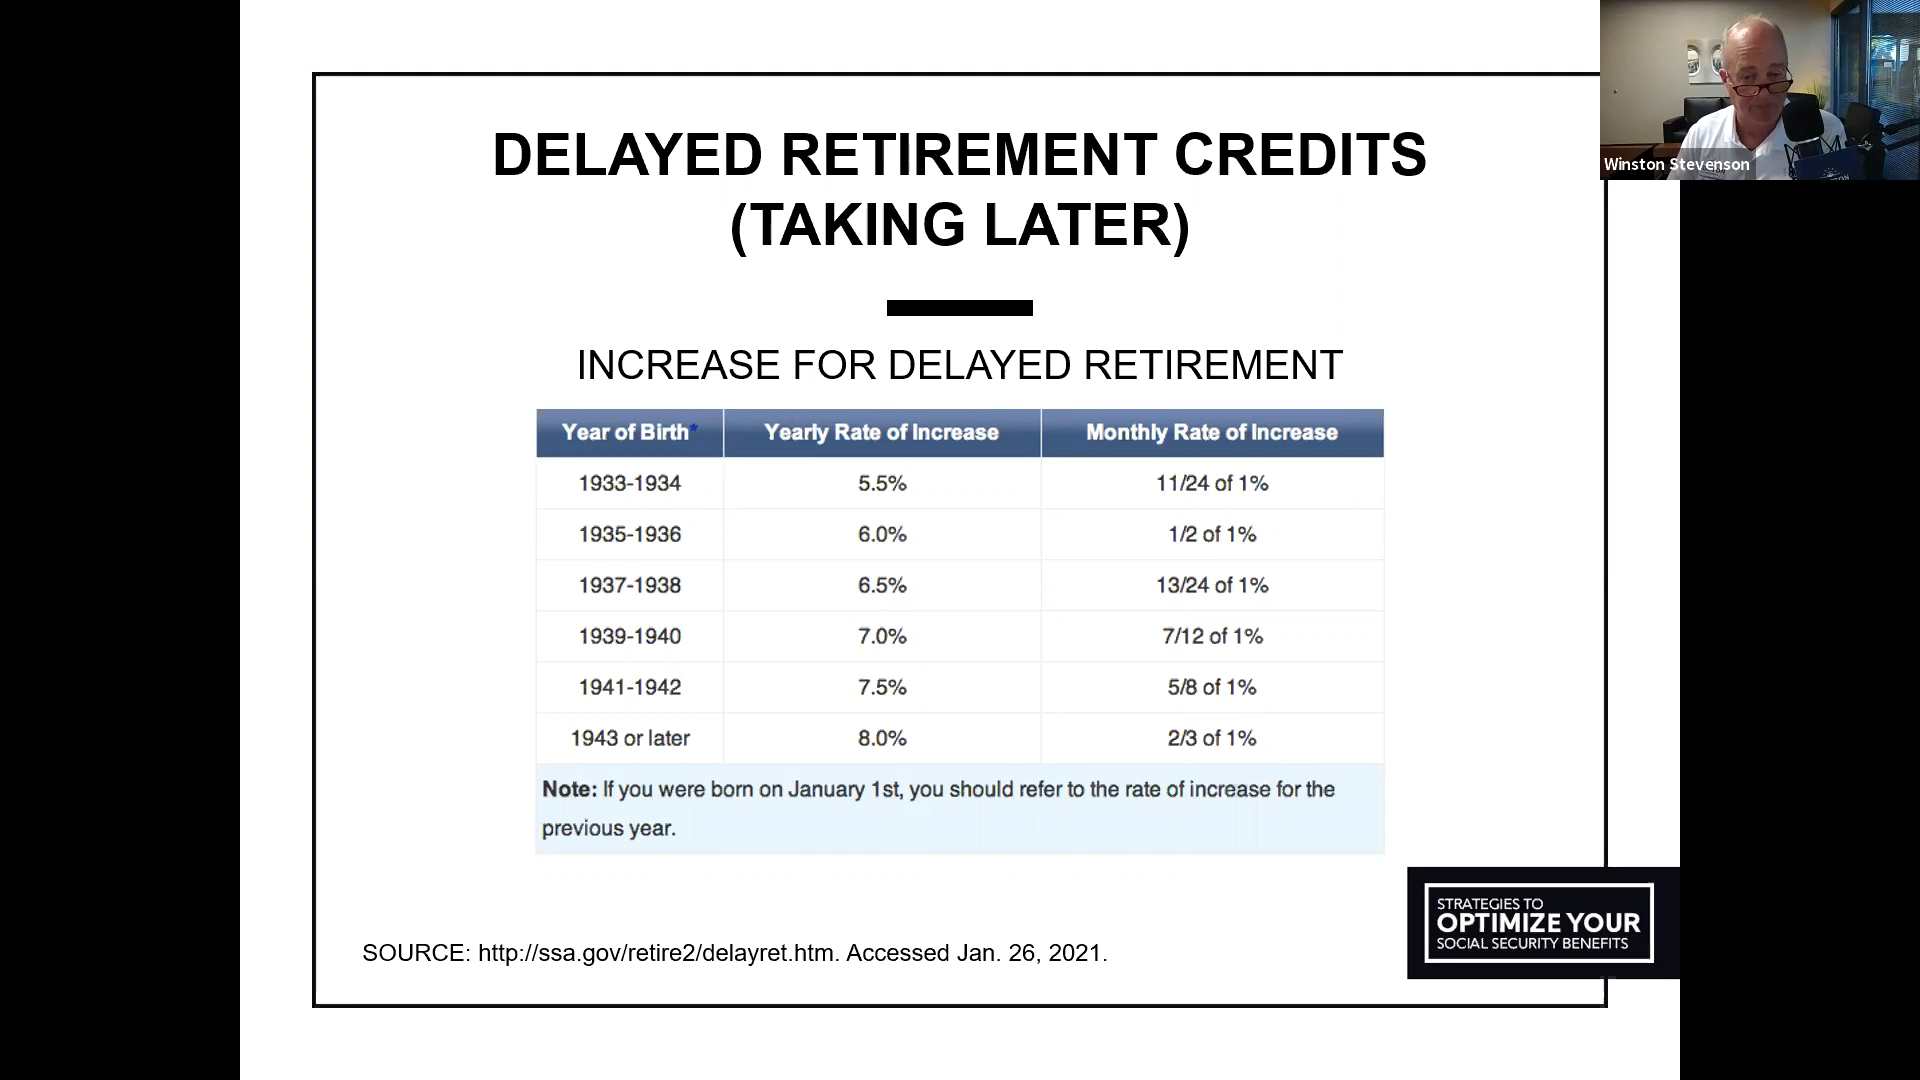 DELAYED RETIREMENT CREDITS
(TAKING LATER)
INCREASE FOR DELAYED RETIREMENT
Year of Birth* Yearly Rate of Increase Monthly Rate of Increase
1933-1934 5.5% 11/24 of 1%
1935-1936 6.0% 1/2 of 1%
1937-1938 6.5% 13/24 of 1%
1939-1940 7.0% 7/12 of 1%
1941-1942 7.5% 5/8 of 1%
1943 or later 8.0% 2/3 of 1%
Note: If you were born on January 1st, you should refer to the rate of increase for the
previous year.
SOURCE: http://ssa.gov/retire2/delayret.htm. Accessed Jan. 26, 2021.
STRATEGIES TO
OPTIMIZE YOUR
SOCIAL SECURITY BENEFITS
Winston Stevenson